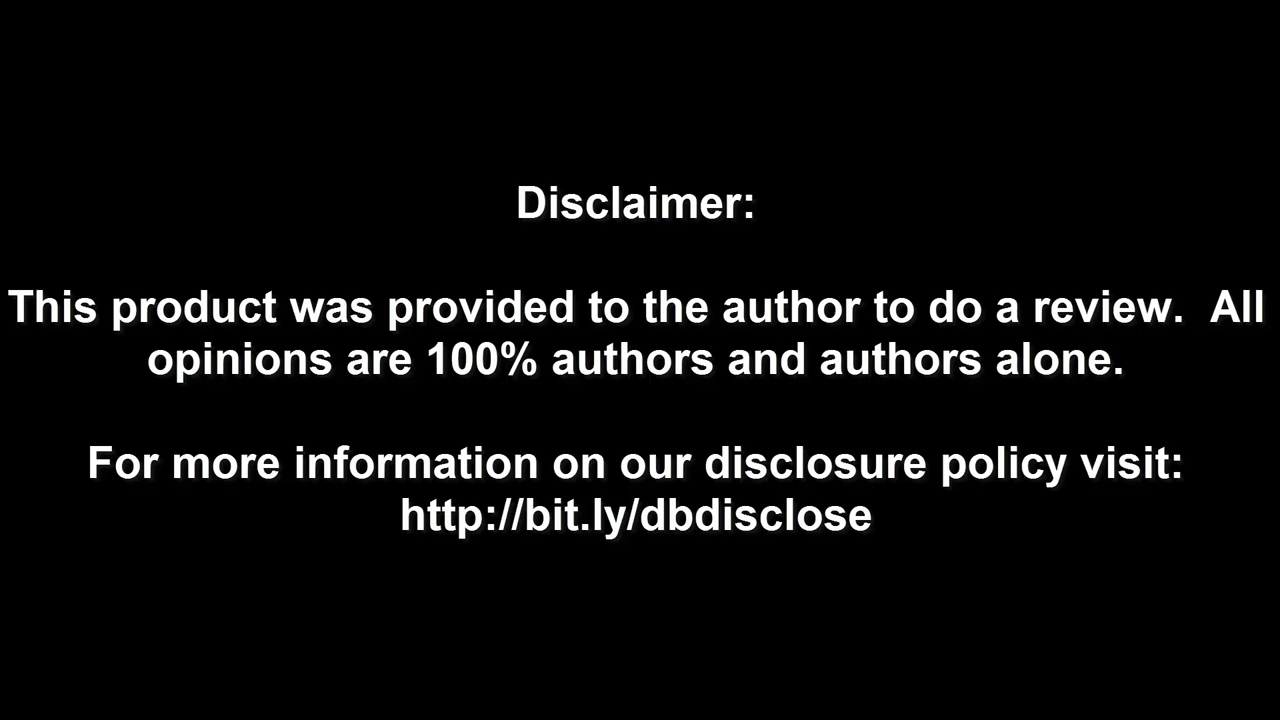 Disclaimer:
This product was provided to the author to do a review.  All
opinions are 100% authors and authors alone.
For more information on our disclosure policy visit:
http://bit.ly/dbdisclose